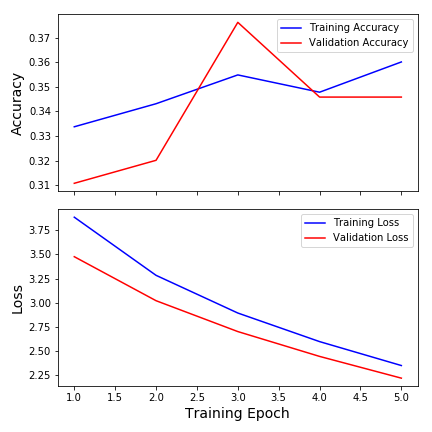 Training Accuracy
Validation Accuracy
0.37
0.36
0.35
0.34
0.33
0.32
0.31
Accuracy
Training Loss
Validation Loss
3.75
3.50
3.25
3.00
2.75
2.50
2.25
Loss
1.0 1.5 2.0 2.5 3.0 3.5 4.0 4.5 5.0
Training Epoch